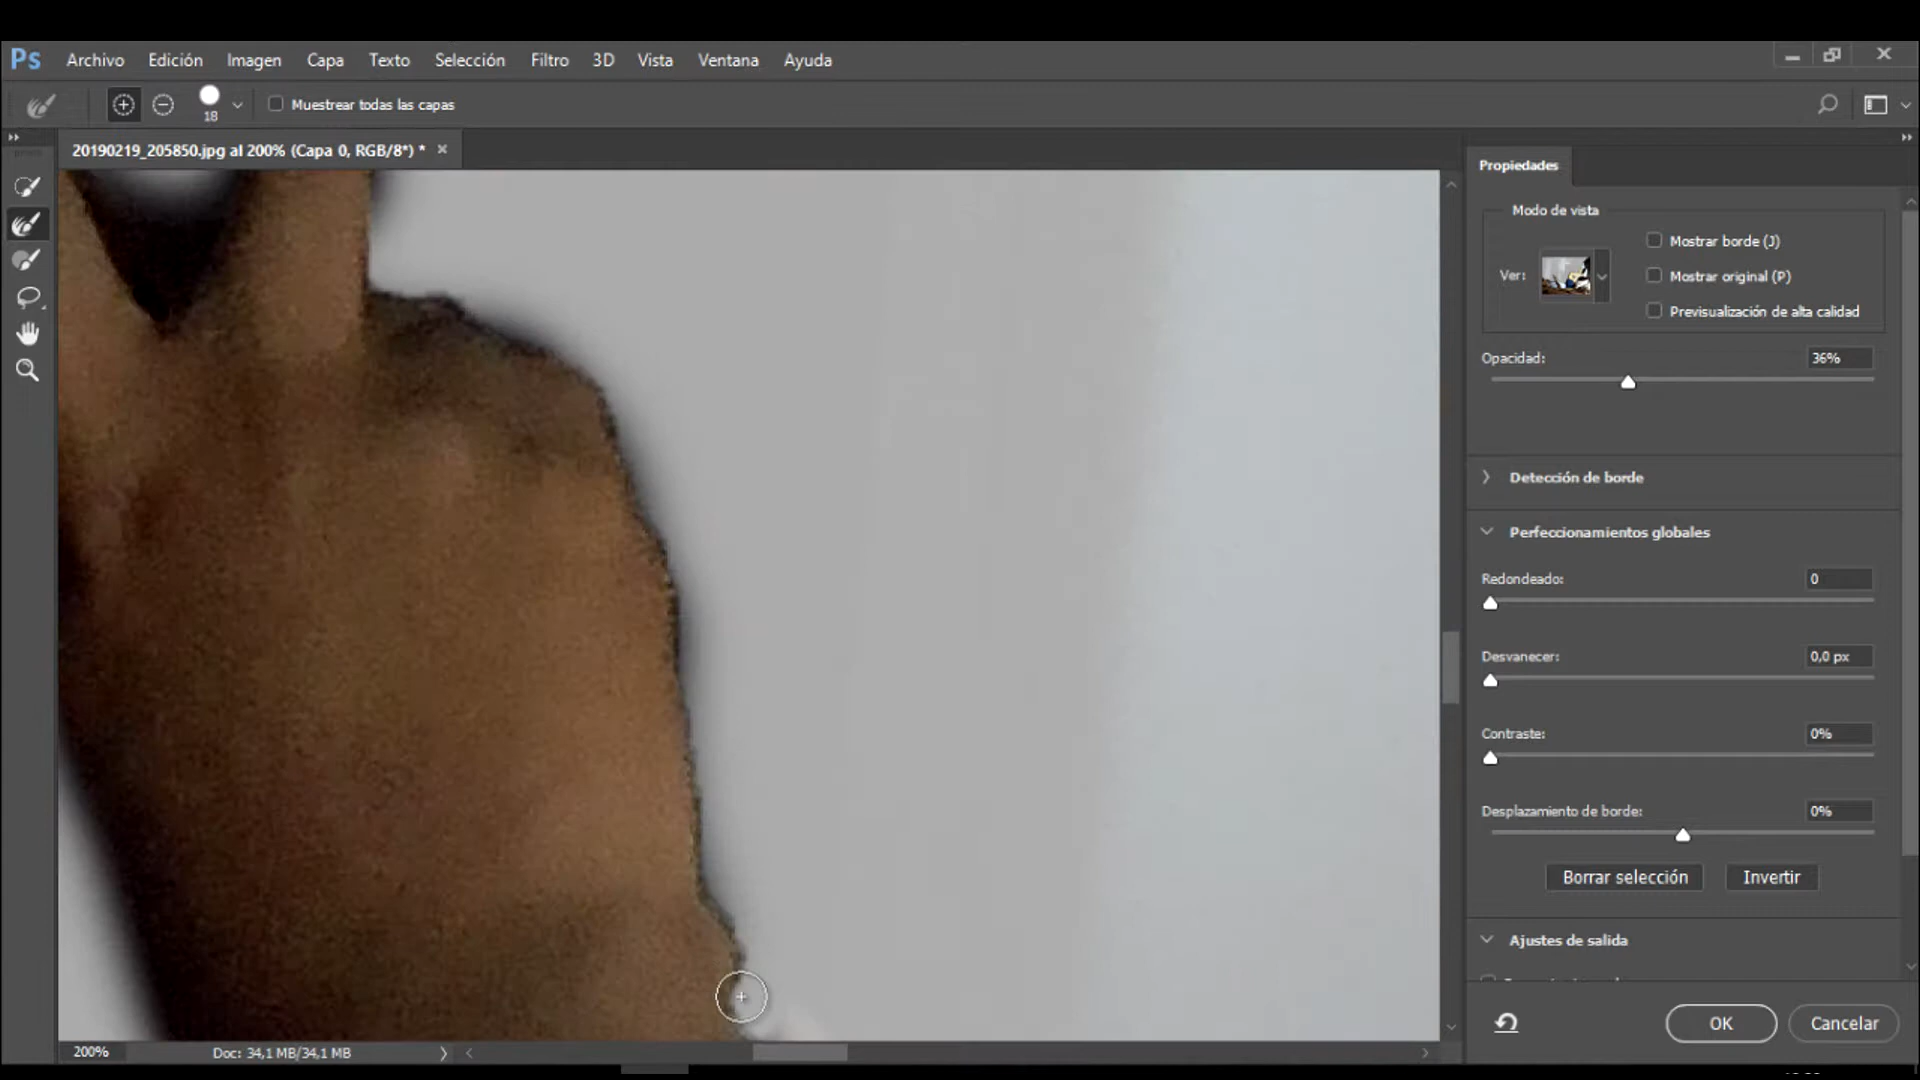 Ps Archivo Edición Imagen Capa Texto Selección Filtro 3D Vista Ventana Ayuda
18 Muestrear todas las capas
20190219_205850.jpg al 200% (Capa 0, RGB/8*) *
Propiedades
Modo de vista
Mostrar borde (J)
Ver:
Mostrar original (P)
Previsualización de alta calidad
Opacidad: 36%
Detección de borde
Perfeccionamientos globales
Redondeado: 0
Desvanecer: 0,0 px
Contraste: 0%
Desplazamiento de borde: 0%
Borrar selección Invertir
Ajustes de salida
OK Cancelar
200% Doc: 34,1 MB/34,1 MB